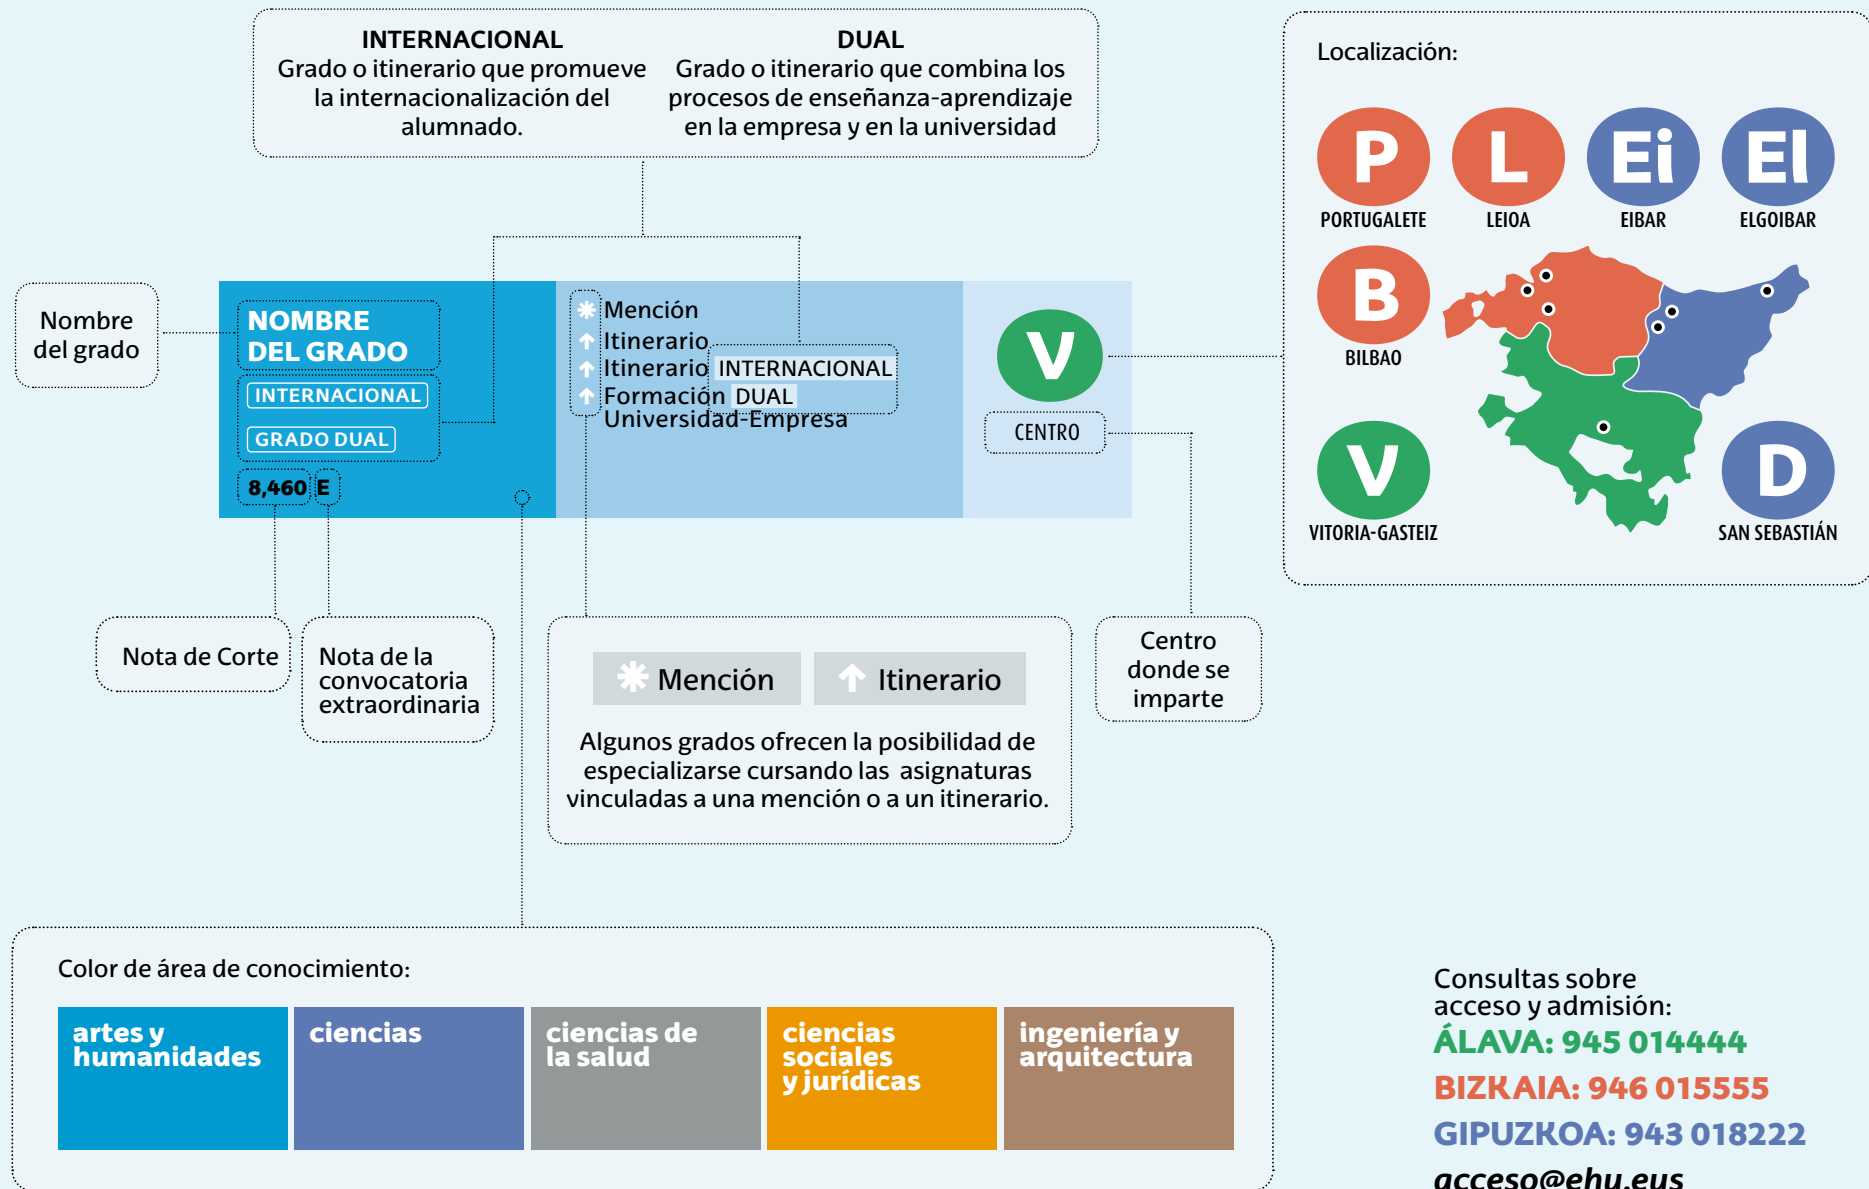 INTERNACIONAL
Grado o itinerario que promueve
la internacionalización del
alumnado.
DUAL
Grado o itinerario que combina los
procesos de enseñanza-aprendizaje
en la empresa y en la universidad
Localización:
P
PORTUGALETE
L
LEIOA
Ei
EIBAR
El
ELGOIBAR
B
BILBAO
V
VITORIA-GASTEIZ
D
SAN SEBASTIÁN
Nombre
del grado
NOMBRE
DEL GRADO
INTERNACIONAL
GRADO DUAL
8,460 E
Mención
Itinerario
Itinerario INTERNACIONAL
Formación DUAL
Universidad-Empresa
V
CENTRO
Nota de Corte
Nota de la
convocatoria
extraordinaria
Mención
Itinerario
Algunos grados ofrecen la posibilidad de
especializarse cursando las asignaturas
vinculadas a una mención o a un itinerario.
Centro
donde se
imparte
Color de área de conocimiento:
artes y
humanidades
ciencias
ciencias de
la salud
ciencias
sociales
y jurídicas
ingeniería y
arquitectura
Consultas sobre
acceso y admisión:
ÁLAVA: 945 014444
BIZKAIA: 946 015555
GIPUZKOA: 943 018222
acceso@ehu.eus